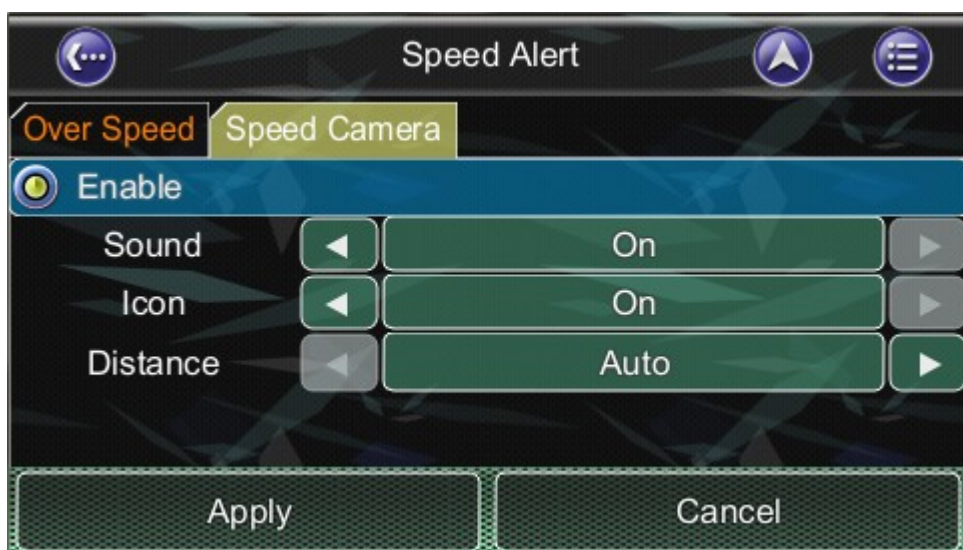 Speed Alert
Over Speed Speed Camera
Enable
Sound On
Icon On
Distance Auto
Apply Cancel